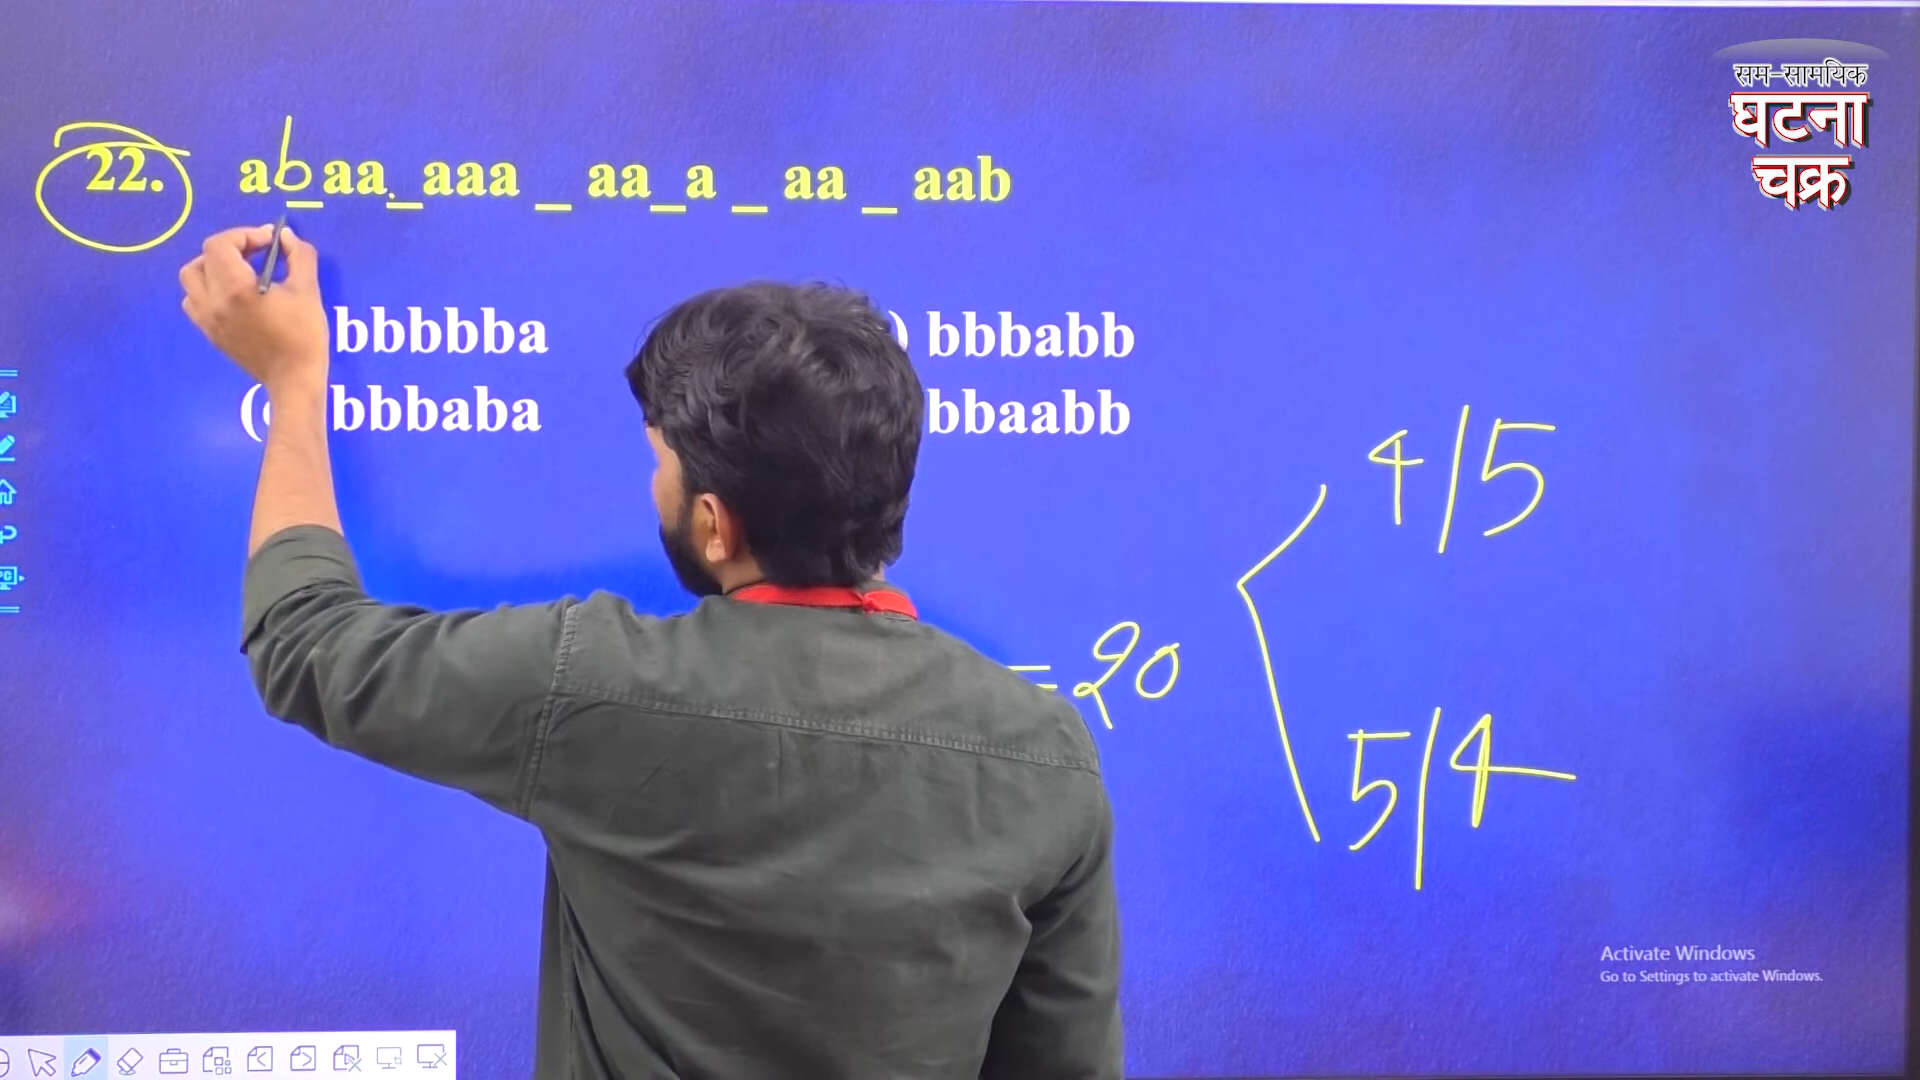 सम-सामयिक
घटना
चक्र
22. abaa_aaa _ aa_a _ aa _ aab
bbbbba
) bbbabb
( bbbaba
bbaabb
4/5
= 20
5/4
Activate Windows
Go to Settings to activate Windows.